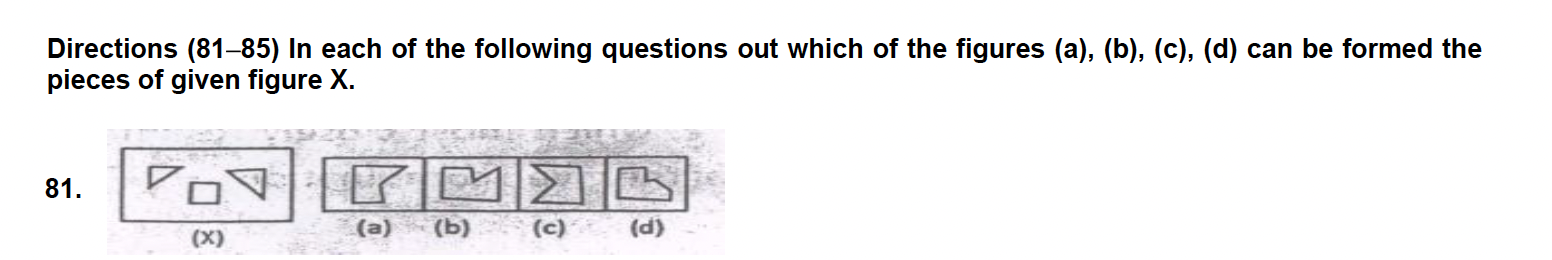 Directions (81–85) In each of the following questions out which of the figures (a), (b), (c), (d) can be formed the
pieces of given figure X.
81.
(X) (a) (b) (c) (d)